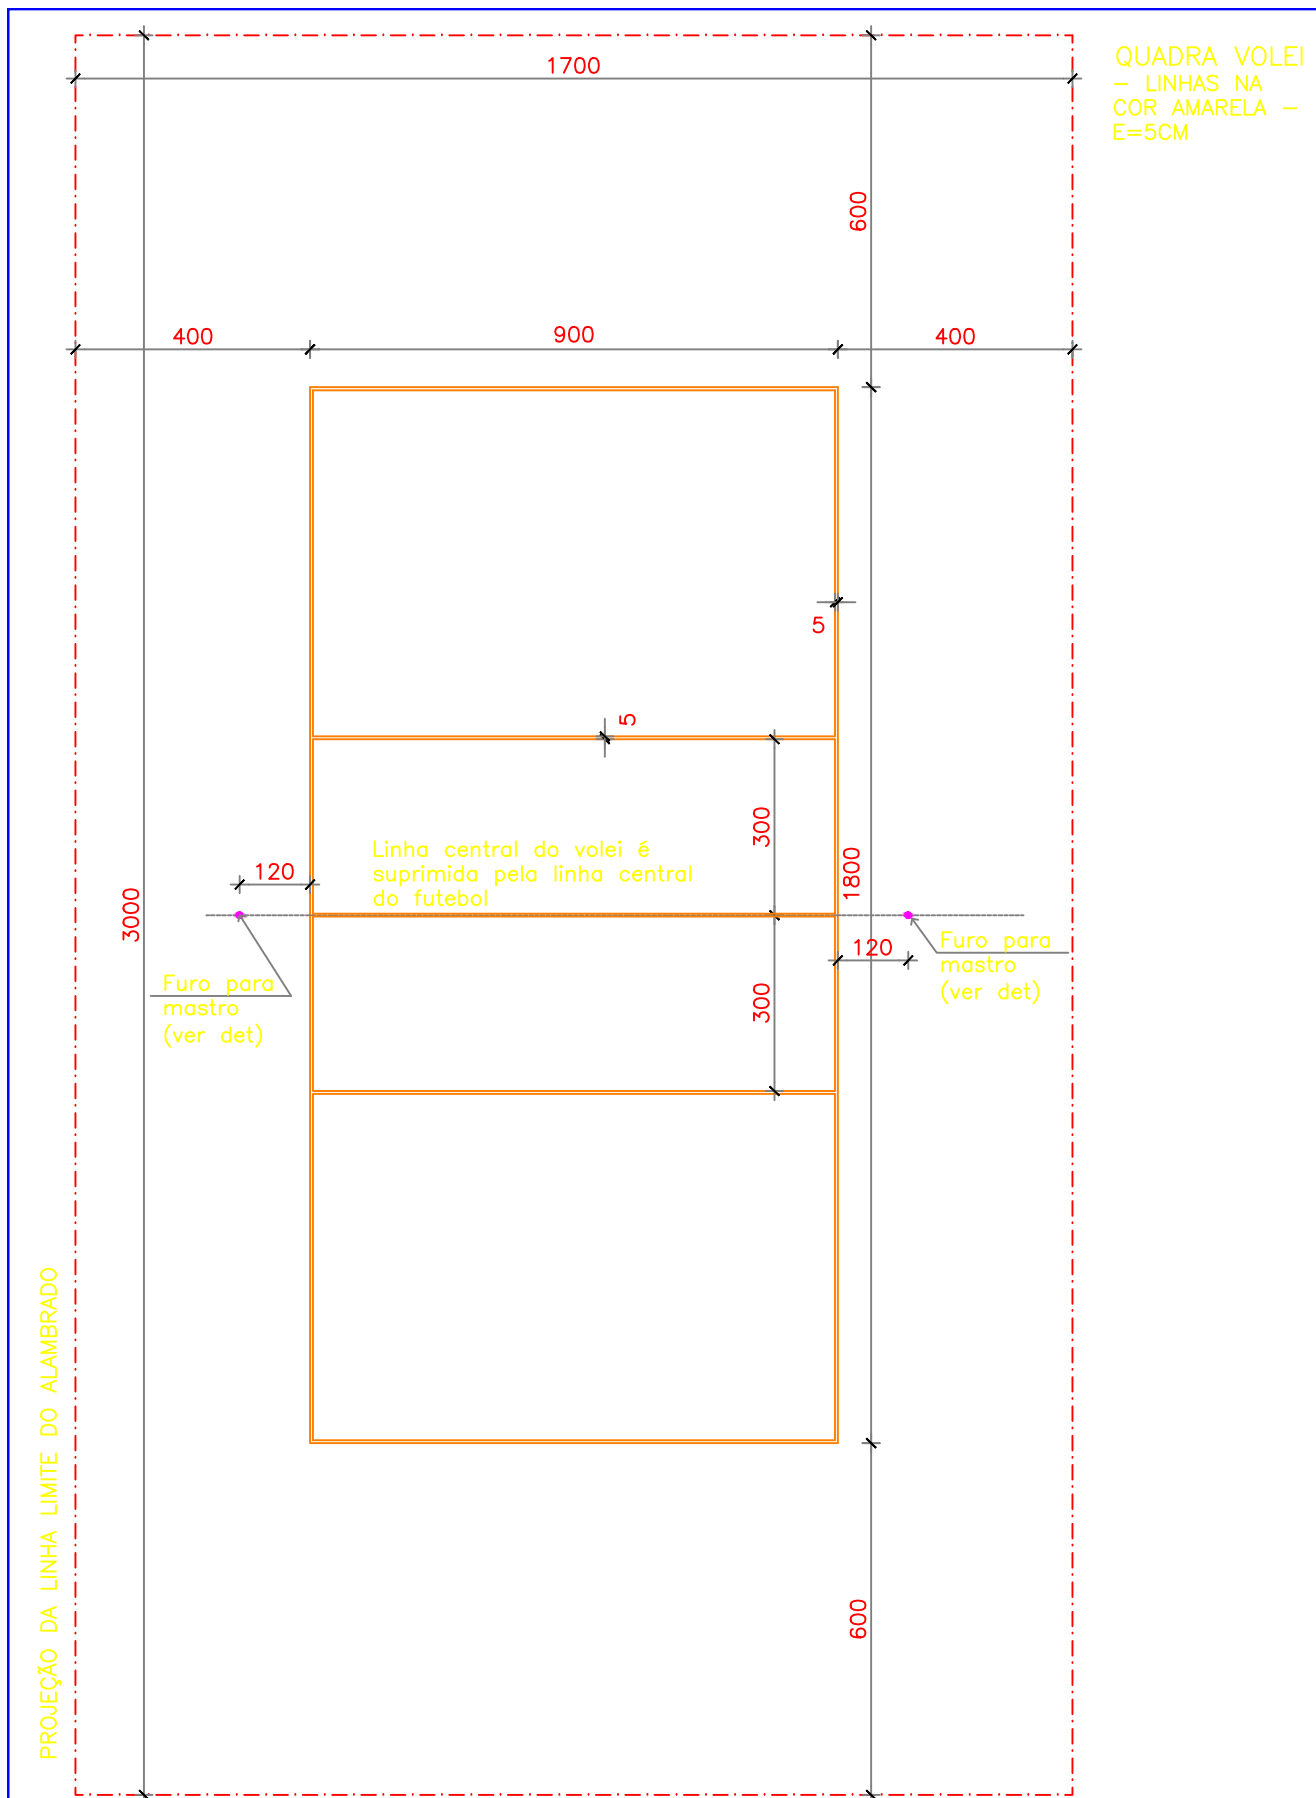 1700
QUADRA VOLEI
- LINHAS NA
COR AMARELA -
E=5CM
600
400
900
400
5
5
300
Linha central do volei é
suprimida pela linha central
do futebol
120
1800
3000
120
Furo para
mastro
(ver det)
Furo para
mastro
(ver det)
300
PROJEÇÃO DA LINHA LIMITE DO ALAMBRADO
600